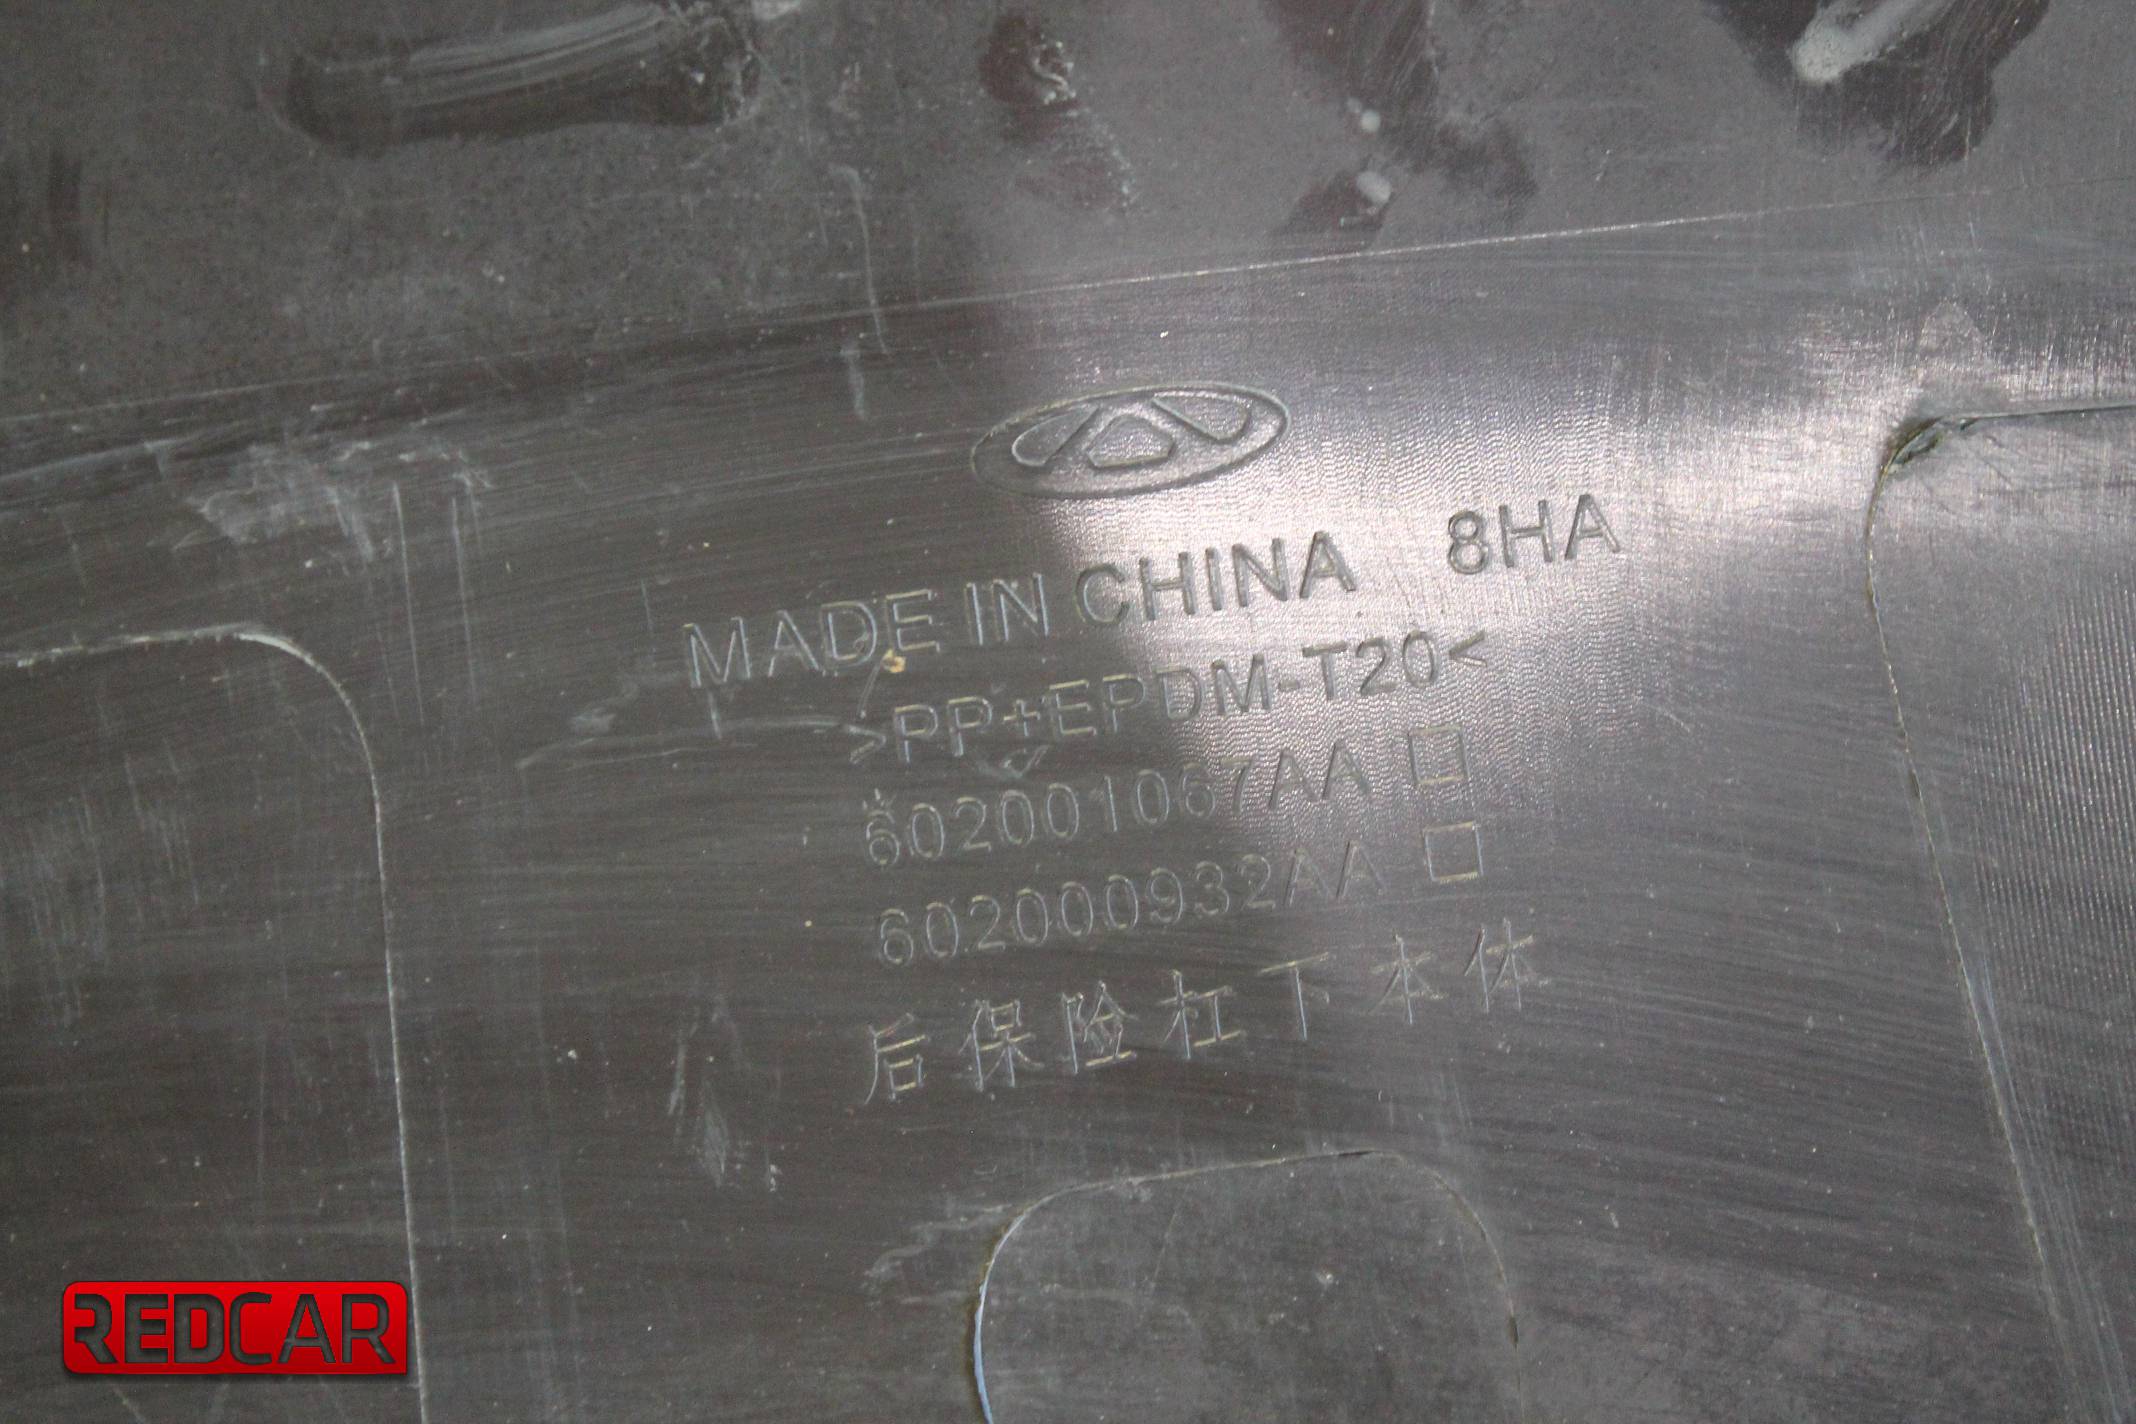 MADE IN CHINA 8HA
>PP+EPDM-T20<
602001067AA □
602000932AA □
后保险杠下本体
REDCAR